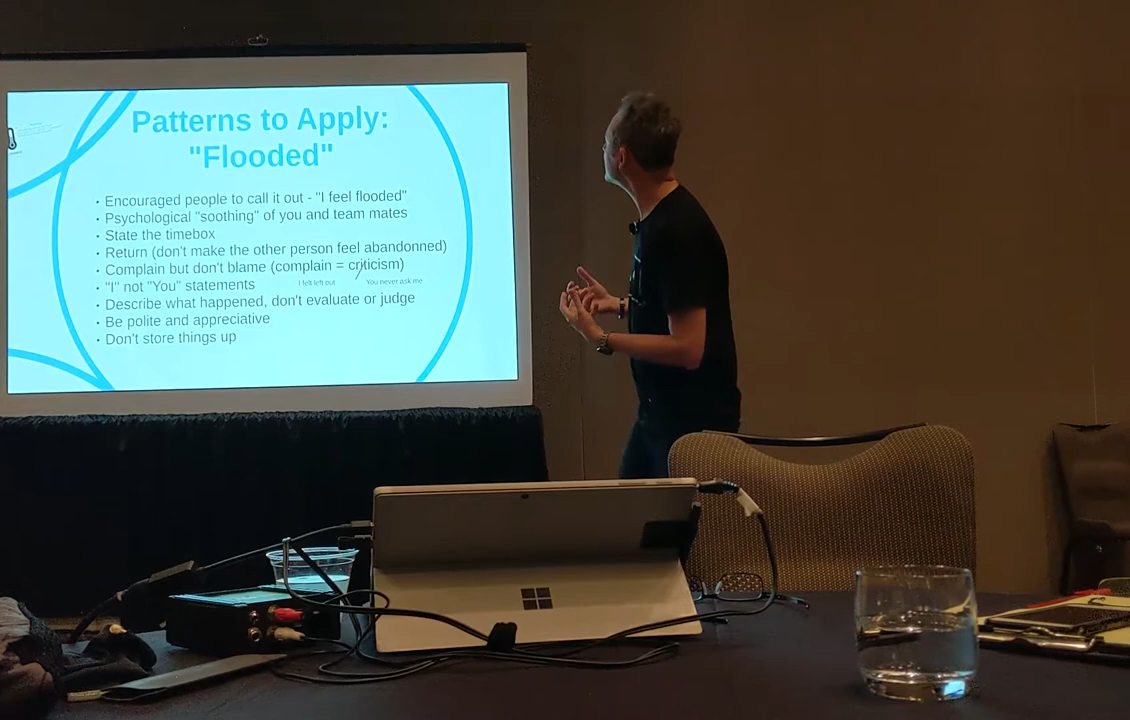 Patterns to Apply:
"Flooded"
• Encouraged people to call it out - "I feel flooded"
• Psychological "soothing" of you and team mates
• State the timebox
• Return (don't make the other person feel abandonned)
• Complain but don't blame (complain = criticism)
• "I" not "You" statements I felt left out You never ask me
• Describe what happened, don't evaluate or judge
• Be polite and appreciative
• Don't store things up